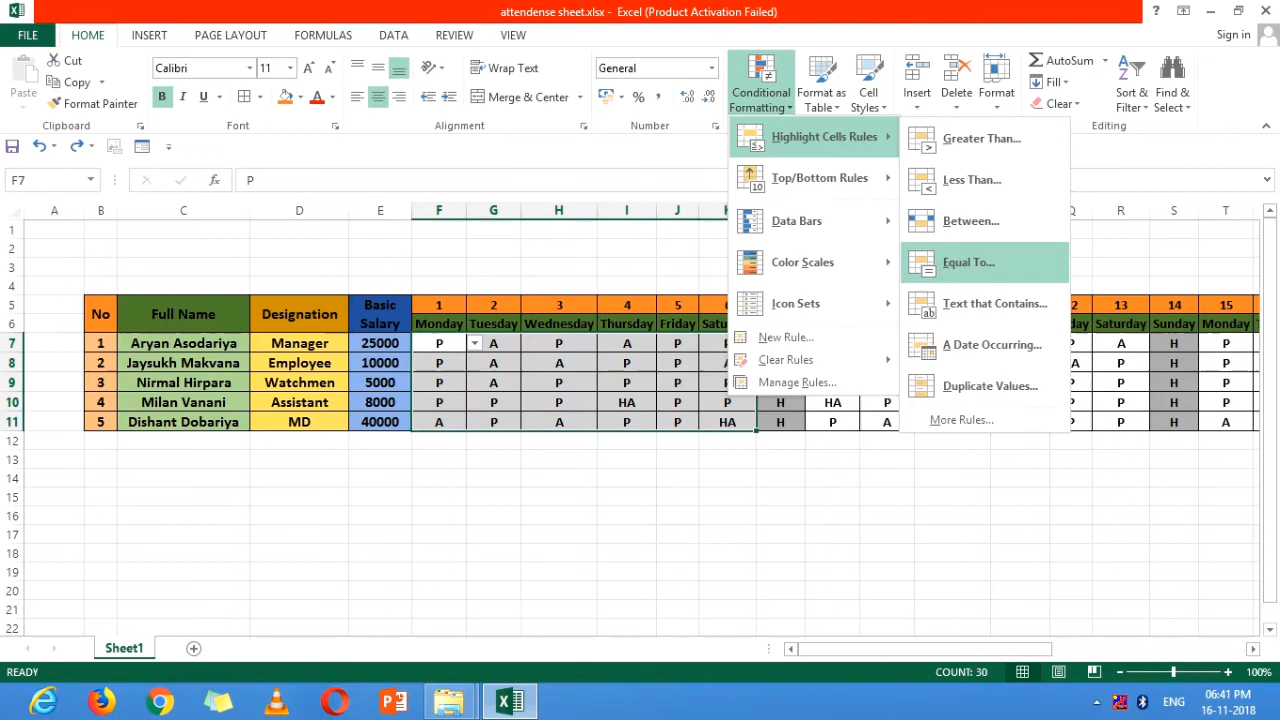 attendense sheet.xlsx - Excel (Product Activation Failed)
FILE HOME INSERT PAGE LAYOUT FORMULAS DATA REVIEW VIEW Sign in
Paste Cut Copy Format Painter
Calibri 11
B I U
Wrap Text
Merge & Center
General
% ,
Conditional Formatting Format as Table Cell Styles
Insert Delete Format
AutoSum Fill Clear
Sort & Filter Find & Select
Clipboard Font Alignment Number Editing
F7 fx P
Highlight Cells Rules
Top/Bottom Rules
Data Bars
Color Scales
Icon Sets
New Rule...
Clear Rules
Manage Rules...
Greater Than...
Less Than...
Between...
Equal To...
Text that Contains...
A Date Occurring...
Duplicate Values...
More Rules...
A B C D E F G H I J R S T
1
2
3
4
5 No Full Name Designation Basic Salary 1 2 3 4 5 6 2 13 14 15
6 Monday Tuesday Wednesday Thursday Friday Satu day Saturday Sunday Monday
7 1 Aryan Asodariya Manager 25000 P A P A P P A H P
8 2 Jaysukh Makvana Employee 10000 P P A P P A P H P
9 3 Nirmal Hirpara Watchmen 5000 P P P P P P P H P
10 4 Milan Vanani Assistant 8000 P P P HA P P H HA P P P H P
11 5 Dishant Dobariya MD 40000 A P A P P HA H P A P P H A
12
13
14
15
16
17
18
19
20
21
22
Sheet1
READY COUNT: 30 100%
ENG 06:41 PM
16-11-2018